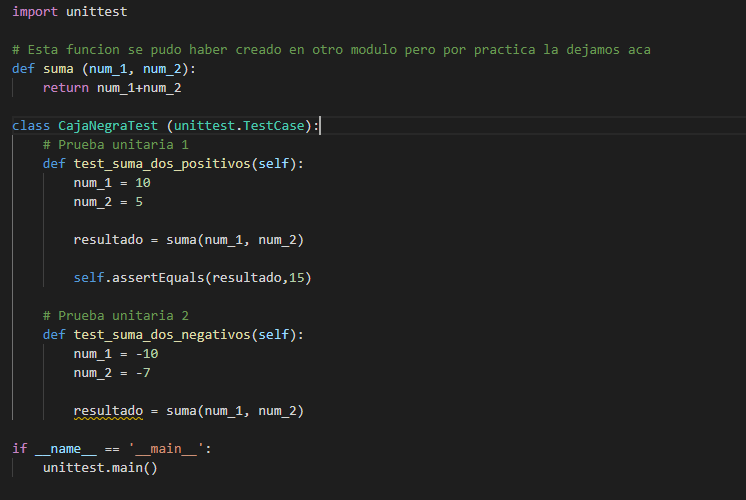 import unittest
# Esta funcion se pudo haber creado en otro modulo pero por practica la dejamos aca
def suma (num_1, num_2):
    return num_1+num_2
class CajaNegraTest (unittest.TestCase):
    # Prueba unitaria 1
    def test_suma_dos_positivos(self):
        num_1 = 10
        num_2 = 5
        resultado = suma(num_1, num_2)
        self.assertEquals(resultado,15)
    # Prueba unitaria 2
    def test_suma_dos_negativos(self):
        num_1 = -10
        num_2 = -7
        resultado = suma(num_1, num_2)
if __name__ == '__main__':
    unittest.main()